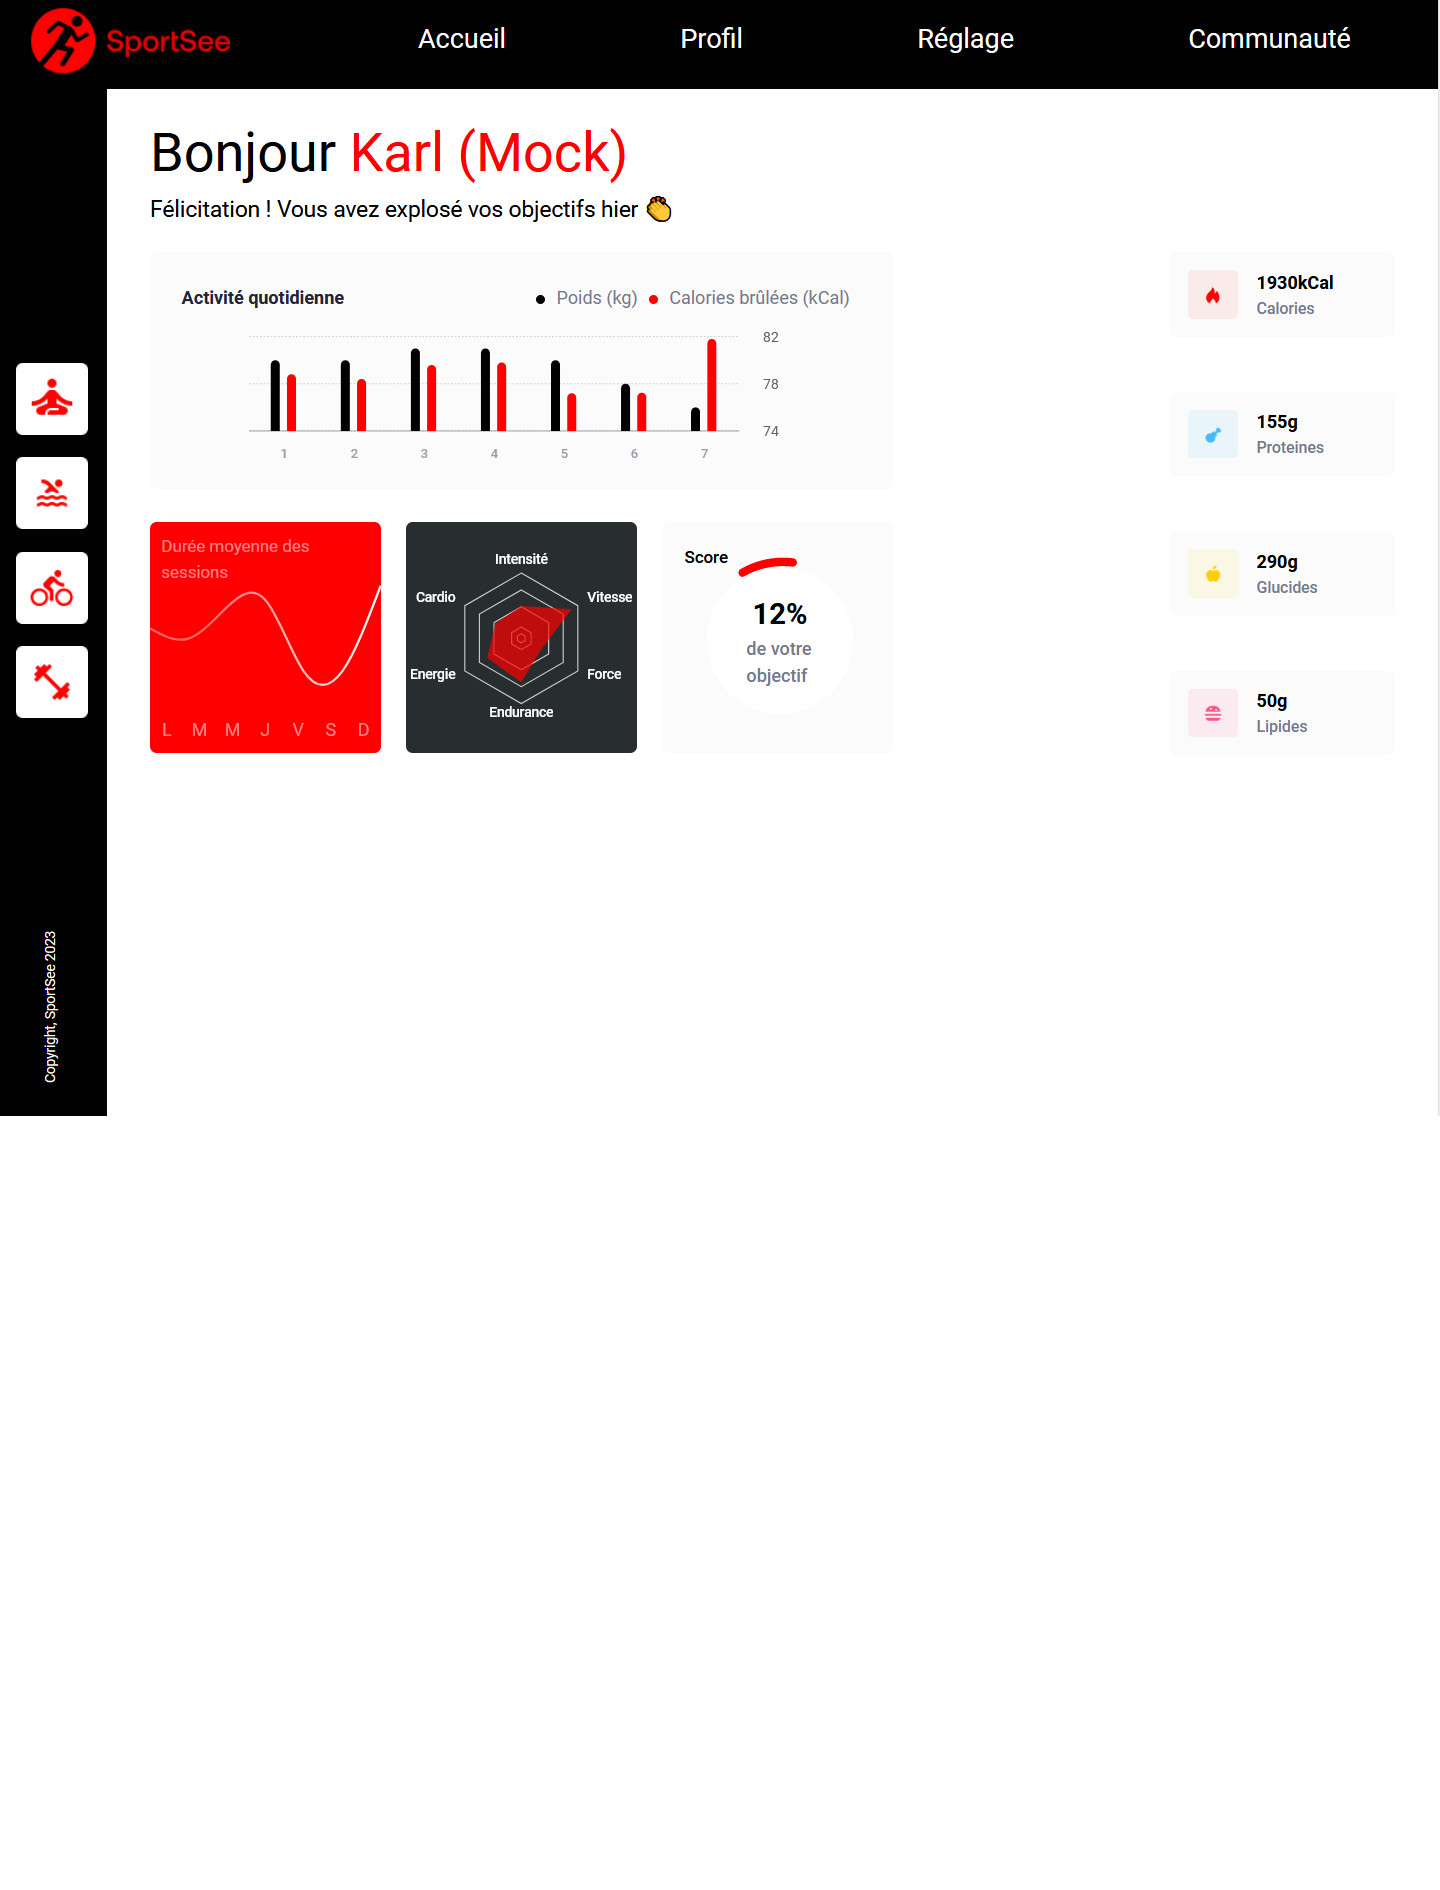 SportSee
Accueil
Profil
Réglage
Communauté
Bonjour Karl (Mock)
Félicitation ! Vous avez explosé vos objectifs hier 👏
Activité quotidienne
Poids (kg)
Calories brûlées (kCal)
82
78
74
1
2
3
4
5
6
7
1930kCal
Calories
155g
Proteines
290g
Glucides
50g
Lipides
Durée moyenne des
sessions
L M M J V S D
Intensité
Vitesse
Force
Endurance
Energie
Cardio
Score
12%
de votre
objectif
Copyright, SportSee 2023